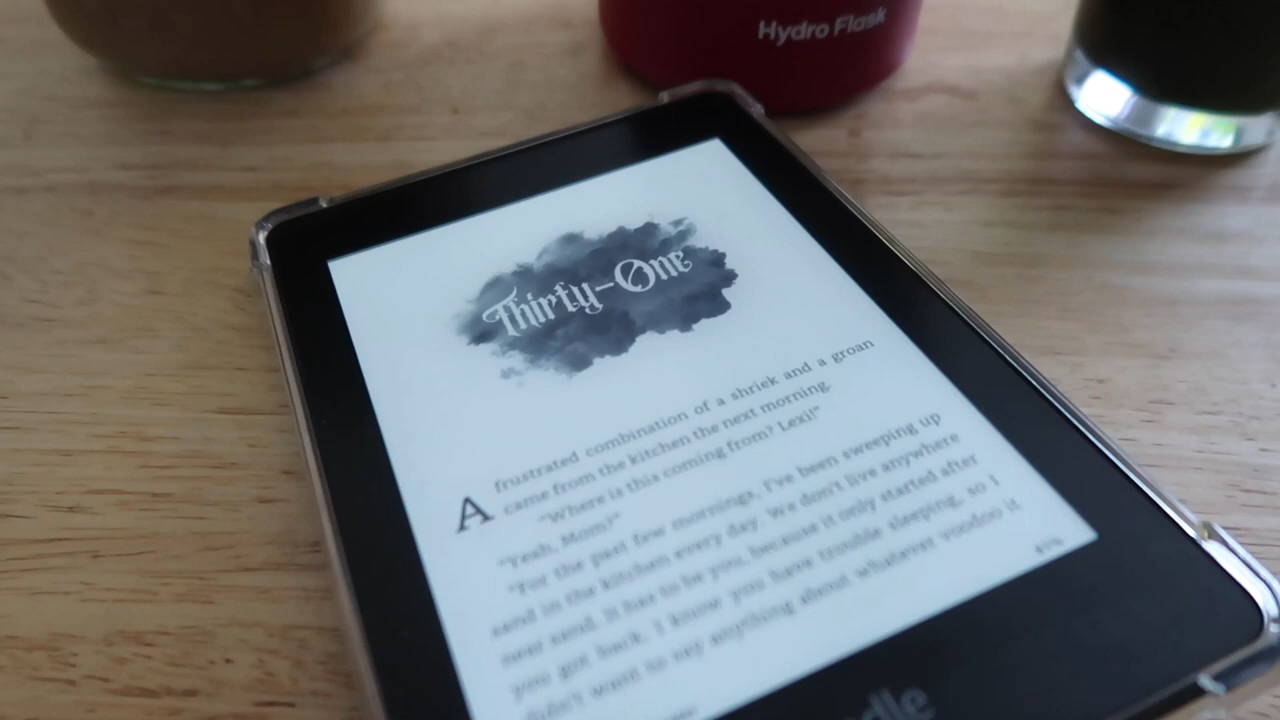 Hydro Flask
Thirty-One
A frustrated combination of a shriek and a groan
came from the kitchen the next morning.
"Where is this coming from? Lexi!"
"Yeah, Mom?"
"For the past few mornings, I've been sweeping up
sand in the kitchen every day. We don't live anywhere
near sand. It has to be you, because it only started after
you got back. I know you have trouble sleeping, so I
didn't want to say anything about whatever voodoo it
dle